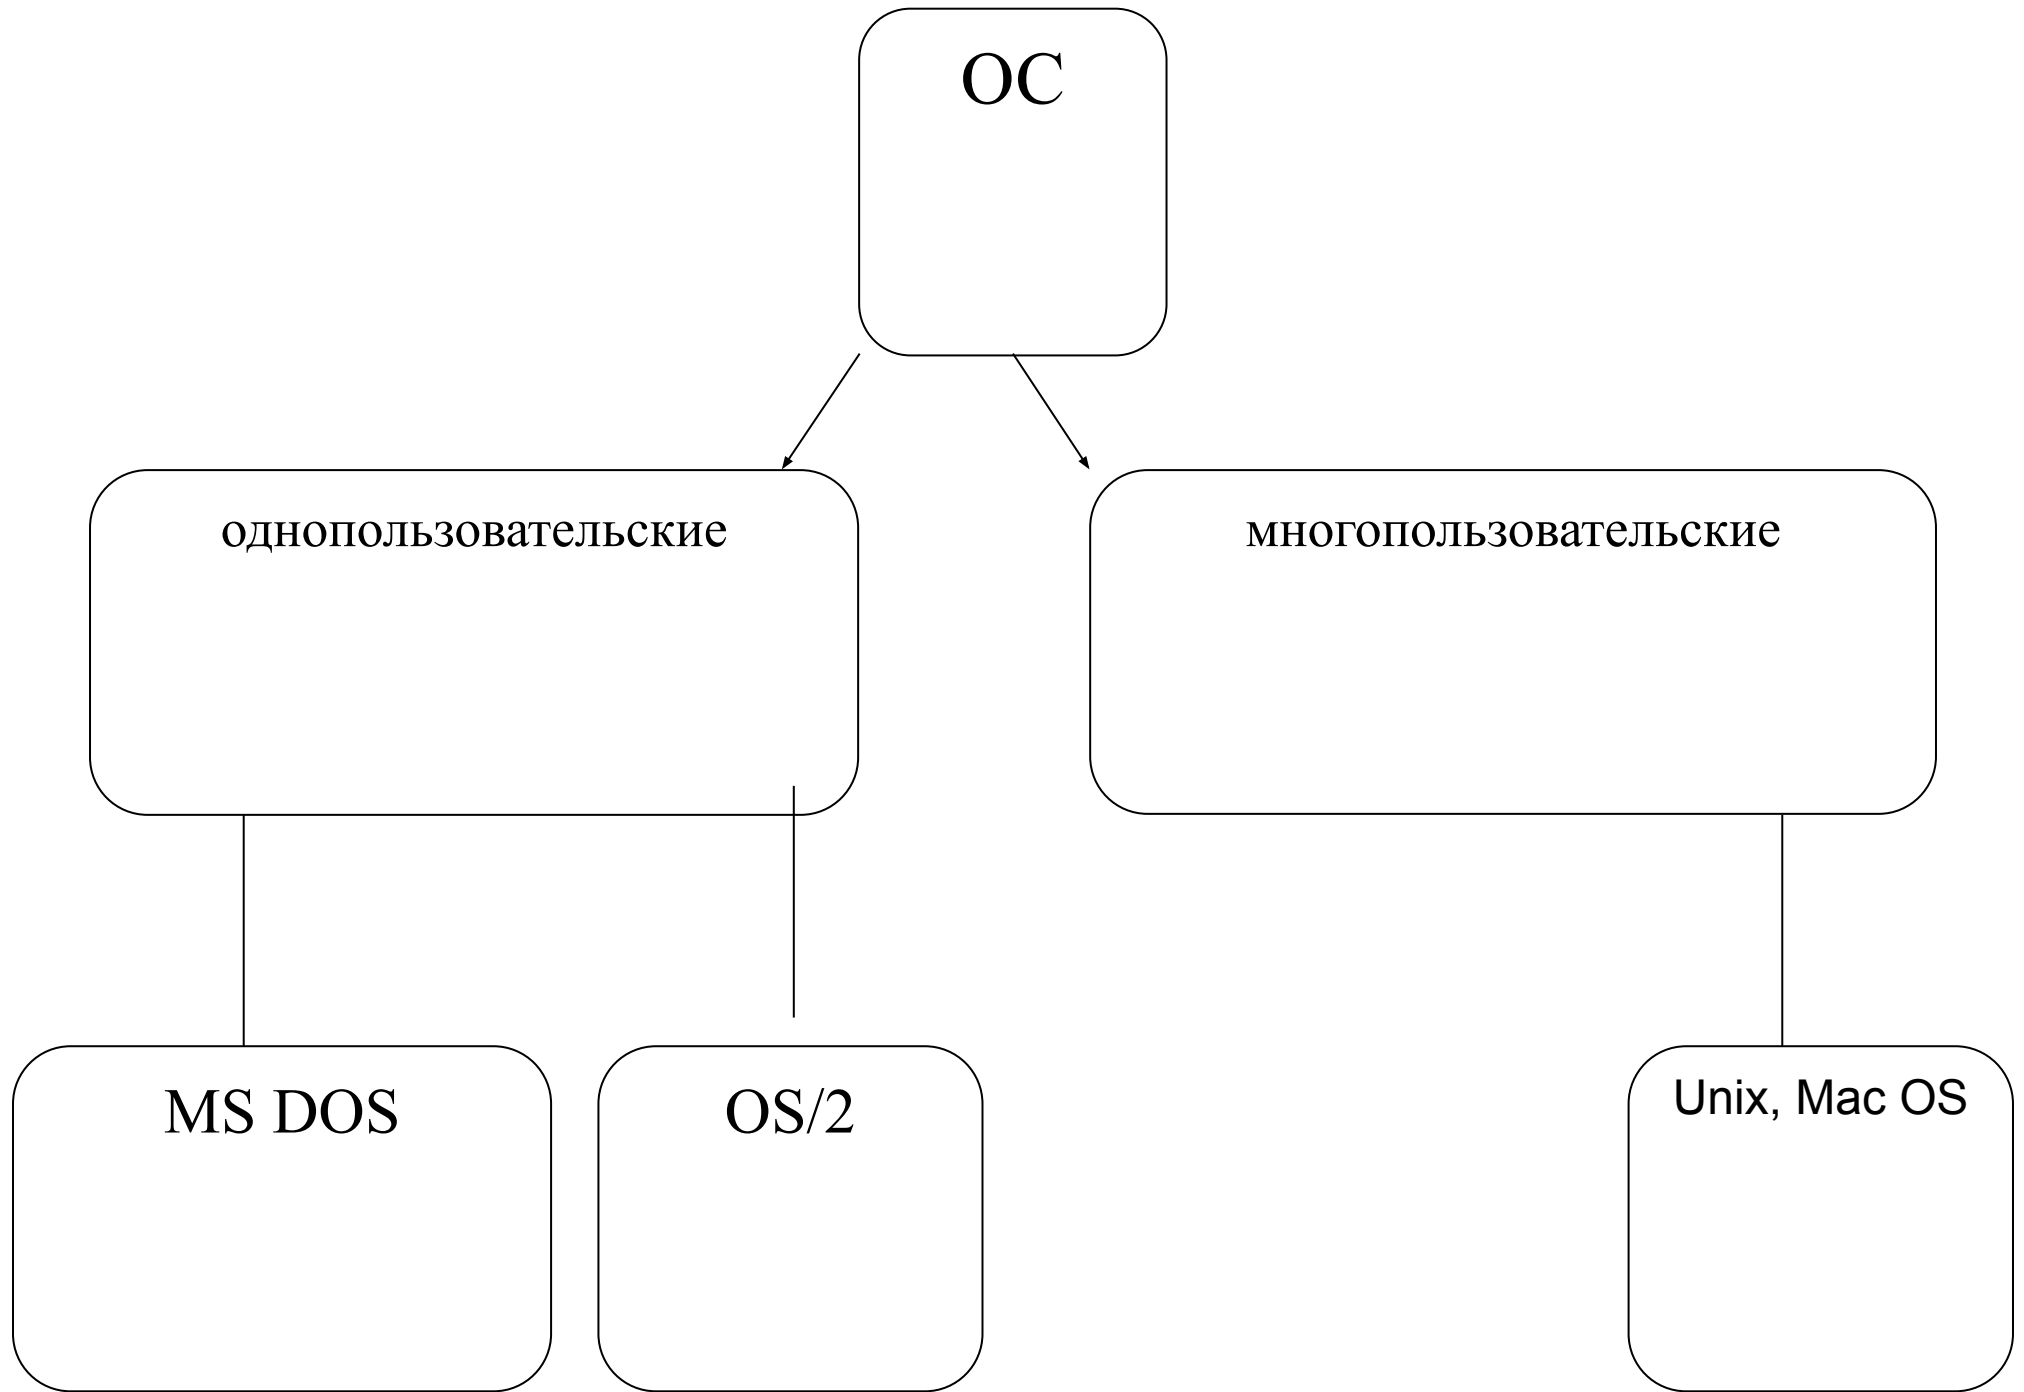 ОС
однопользовательские
многопользовательские
MS DOS
OS/2
Unix, Mac OS